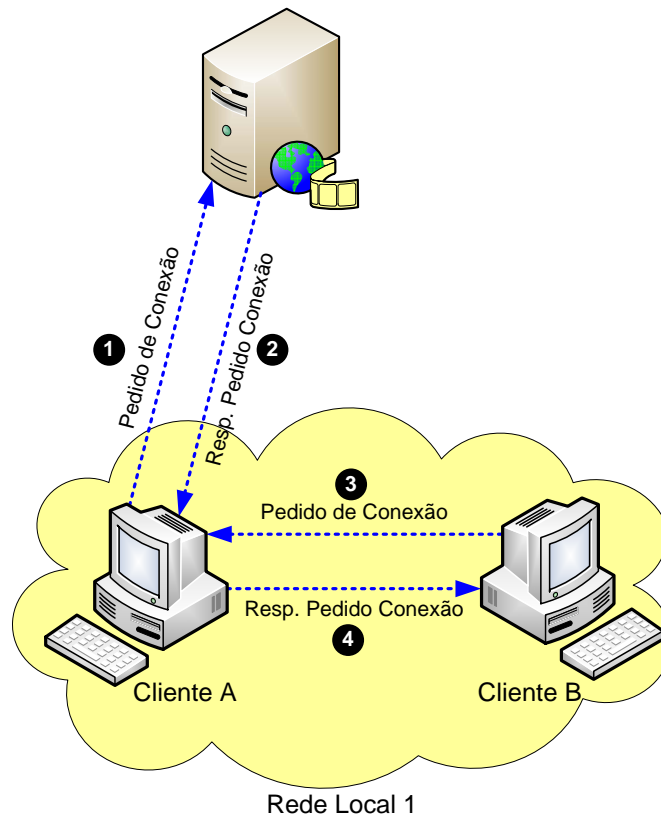 1
Pedido de Conexão
2
Resp. Pedido Conexão
3
Pedido de Conexão
Resp. Pedido Conexão
4
Cliente A
Cliente B
Rede Local 1